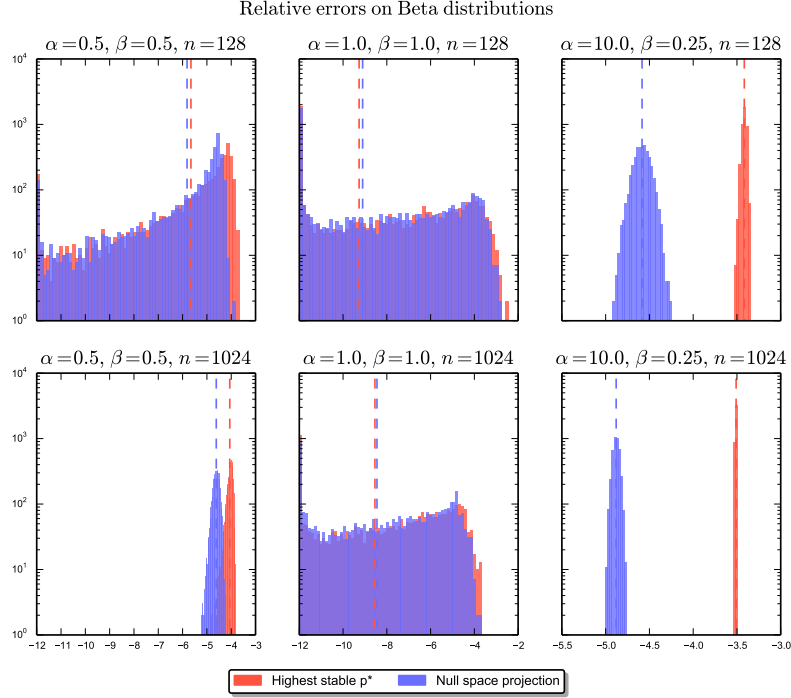 Relative errors on Beta distributions
α=0.5, β=0.5, n=128
α=1.0, β=1.0, n=128
α=10.0, β=0.25, n=128
10^4
10^3
10^2
10^1
10^0
α=0.5, β=0.5, n=1024
α=1.0, β=1.0, n=1024
α=10.0, β=0.25, n=1024
10^4
10^3
10^2
10^1
10^0
−12 −11 −10 −9 −8 −7 −6 −5 −4 −3
−12 −10 −8 −6 −4 −2
−5.5 −5.0 −4.5 −4.0 −3.5 −3.0
Highest stable p* Null space projection